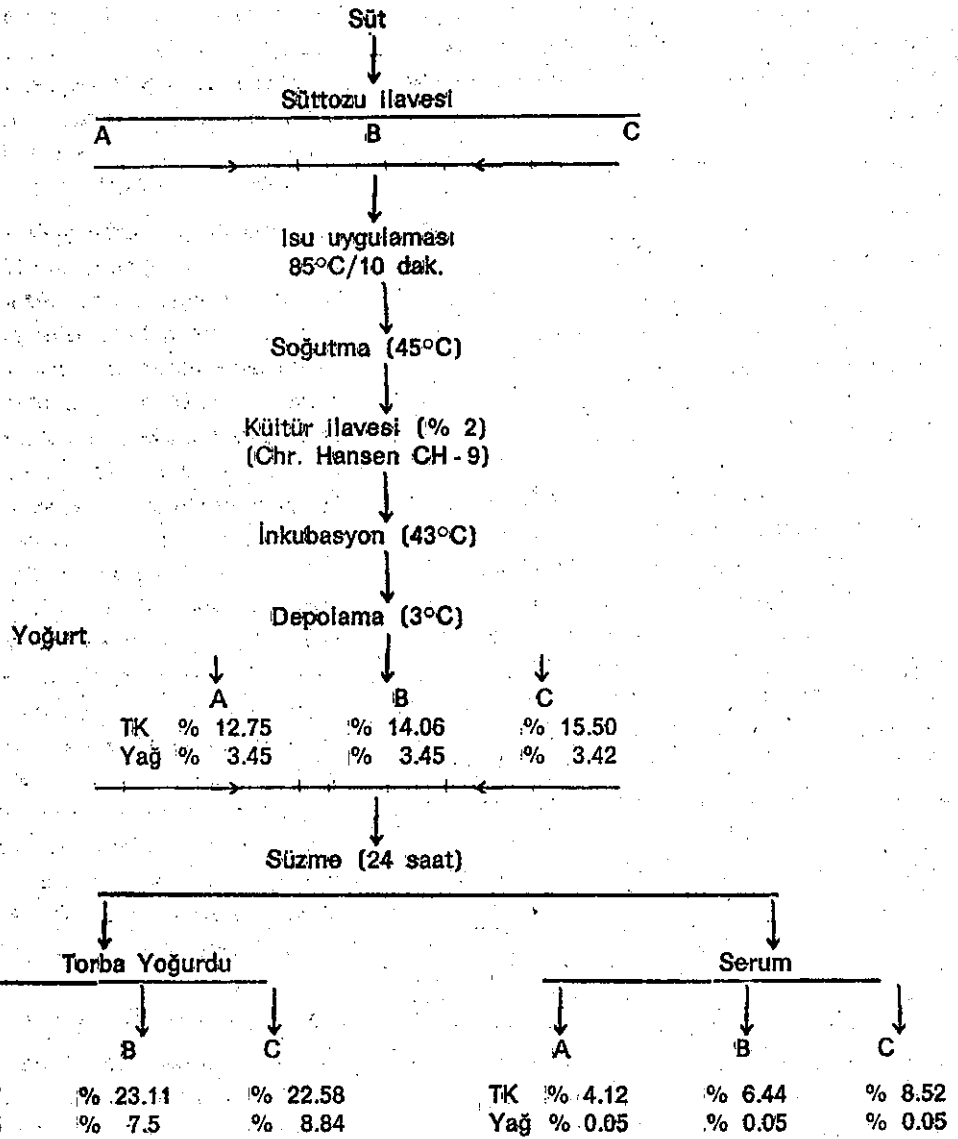 Süt
Süttozu ilavesi
A B C
Isu uygulaması
85°C/10 dak.
Soğutma (45°C)
Kültür ilavesi (% 2)
(Chr. Hansen CH-9)
İnkubasyon (43°C)
Depolama (3°C)
Yoğurt
A B C
TK % 12.75 % 14.06 % 15.50
Yağ % 3.45 % 3.45 % 3.42
Süzme (24 saat)
Torba Yoğurdu Serum
B C A B C
% 23.11 % 22.58 TK % 4.12 % 6.44 % 8.52
% 7.5 % 8.84 Yağ % 0.05 % 0.05 % 0.05